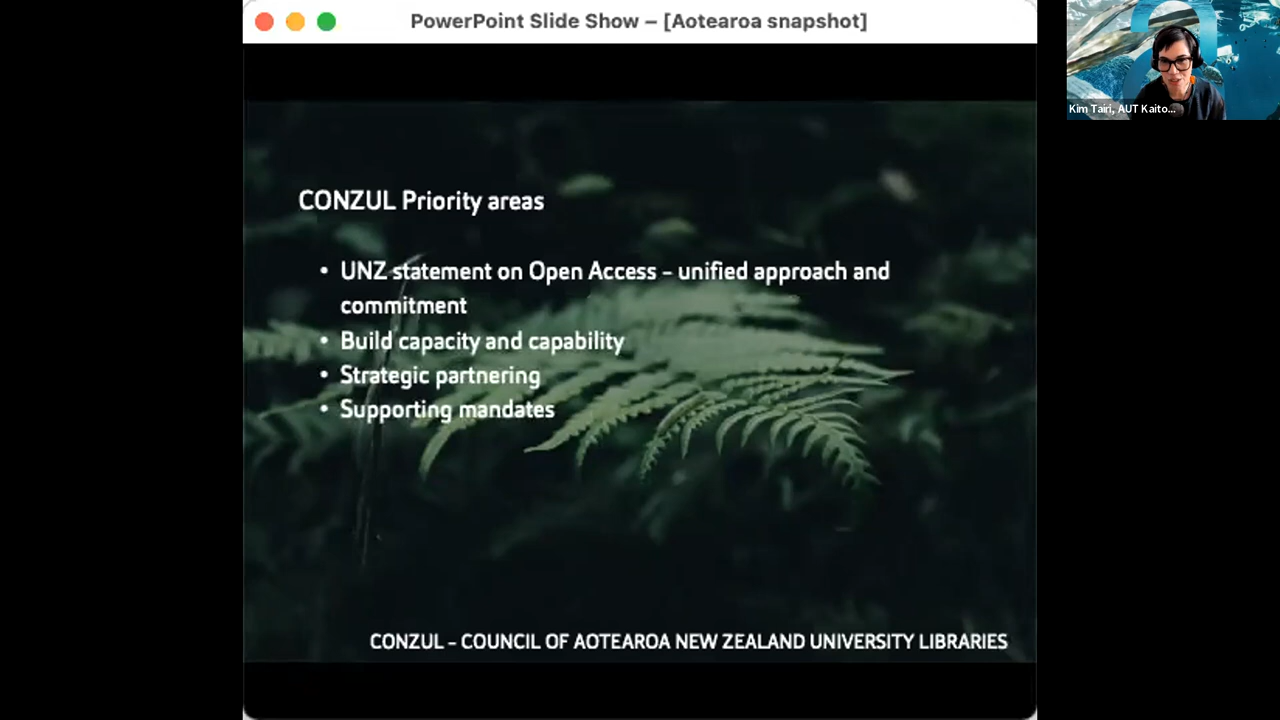 PowerPoint Slide Show – [Aotearoa snapshot]
Kim Tairi, AUT Kaito...
CONZUL Priority areas
• UNZ statement on Open Access – unified approach and
commitment
• Build capacity and capability
• Strategic partnering
• Supporting mandates
CONZUL – COUNCIL OF AOTEAROA NEW ZEALAND UNIVERSITY LIBRARIES